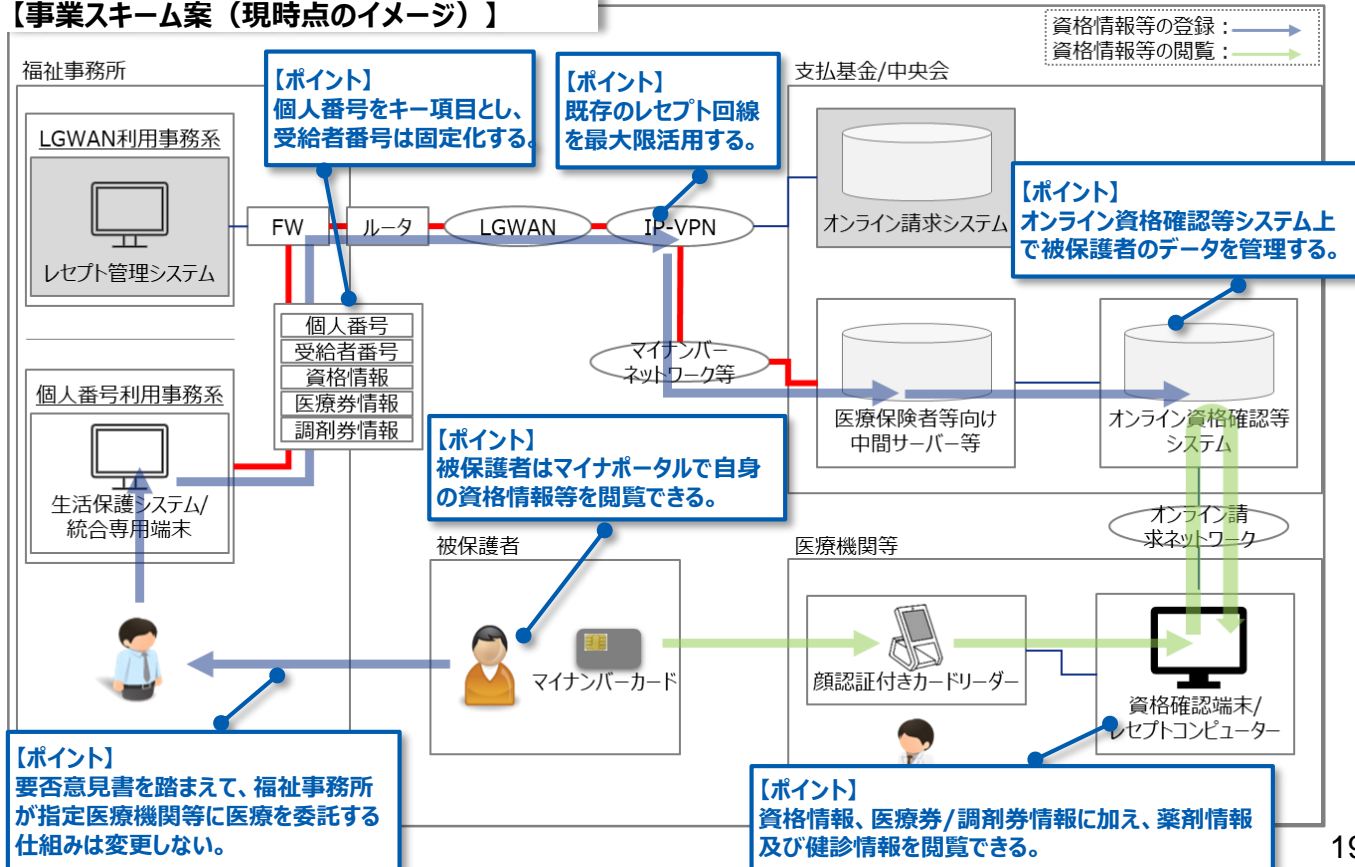 【事業スキーム案（現時点のイメージ）】
資格情報等の登録：
資格情報等の閲覧：
福祉事務所
【ポイント】
個人番号をキー項目とし、
受給者番号は固定化する。
【ポイント】
既存のレセプト回線
を最大限活用する。
支払基金/中央会
LGWAN利用事務系
レセプト管理システム
FW
ルータ
LGWAN
IP-VPN
オンライン請求システム
【ポイント】
オンライン資格確認等システム上
で被保護者のデータを管理する。
個人番号
受給者番号
資格情報
医療券情報
調剤券情報
マイナンバー
ネットワーク等
医療保険者等向け
中間サーバー等
オンライン資格確認等
システム
個人番号利用事務系
生活保護システム/
統合専用端末
【ポイント】
被保護者はマイナポータルで自身
の資格情報等を閲覧できる。
オンライン請
求ネットワーク
被保護者
マイナンバーカード
医療機関等
顔認証付きカードリーダー
資格確認端末/
レセプトコンピューター
【ポイント】
要否意見書を踏まえて、福祉事務所
が指定医療機関等に医療を委託する
仕組みは変更しない。
【ポイント】
資格情報、医療券/調剤券情報に加え、薬剤情報
及び健診情報を閲覧できる。
19